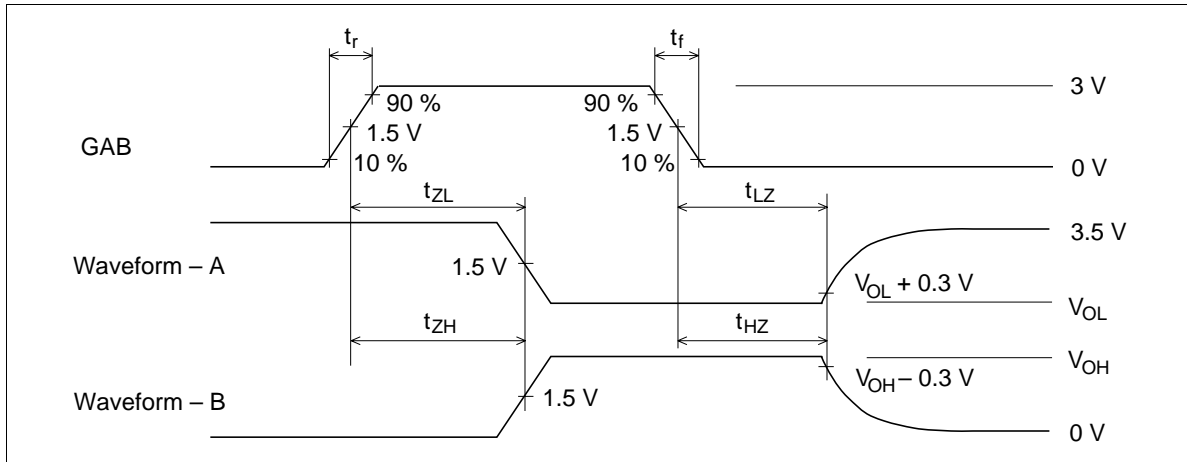 tr
tf
3 V
90 %
90 %
GAB
1.5 V
1.5 V
10 %
10 %
0 V
tZL
tLZ
3.5 V
Waveform – A
1.5 V
VOL + 0.3 V
VOL
tZH
tHZ
VOH
VOH – 0.3 V
Waveform – B
1.5 V
0 V